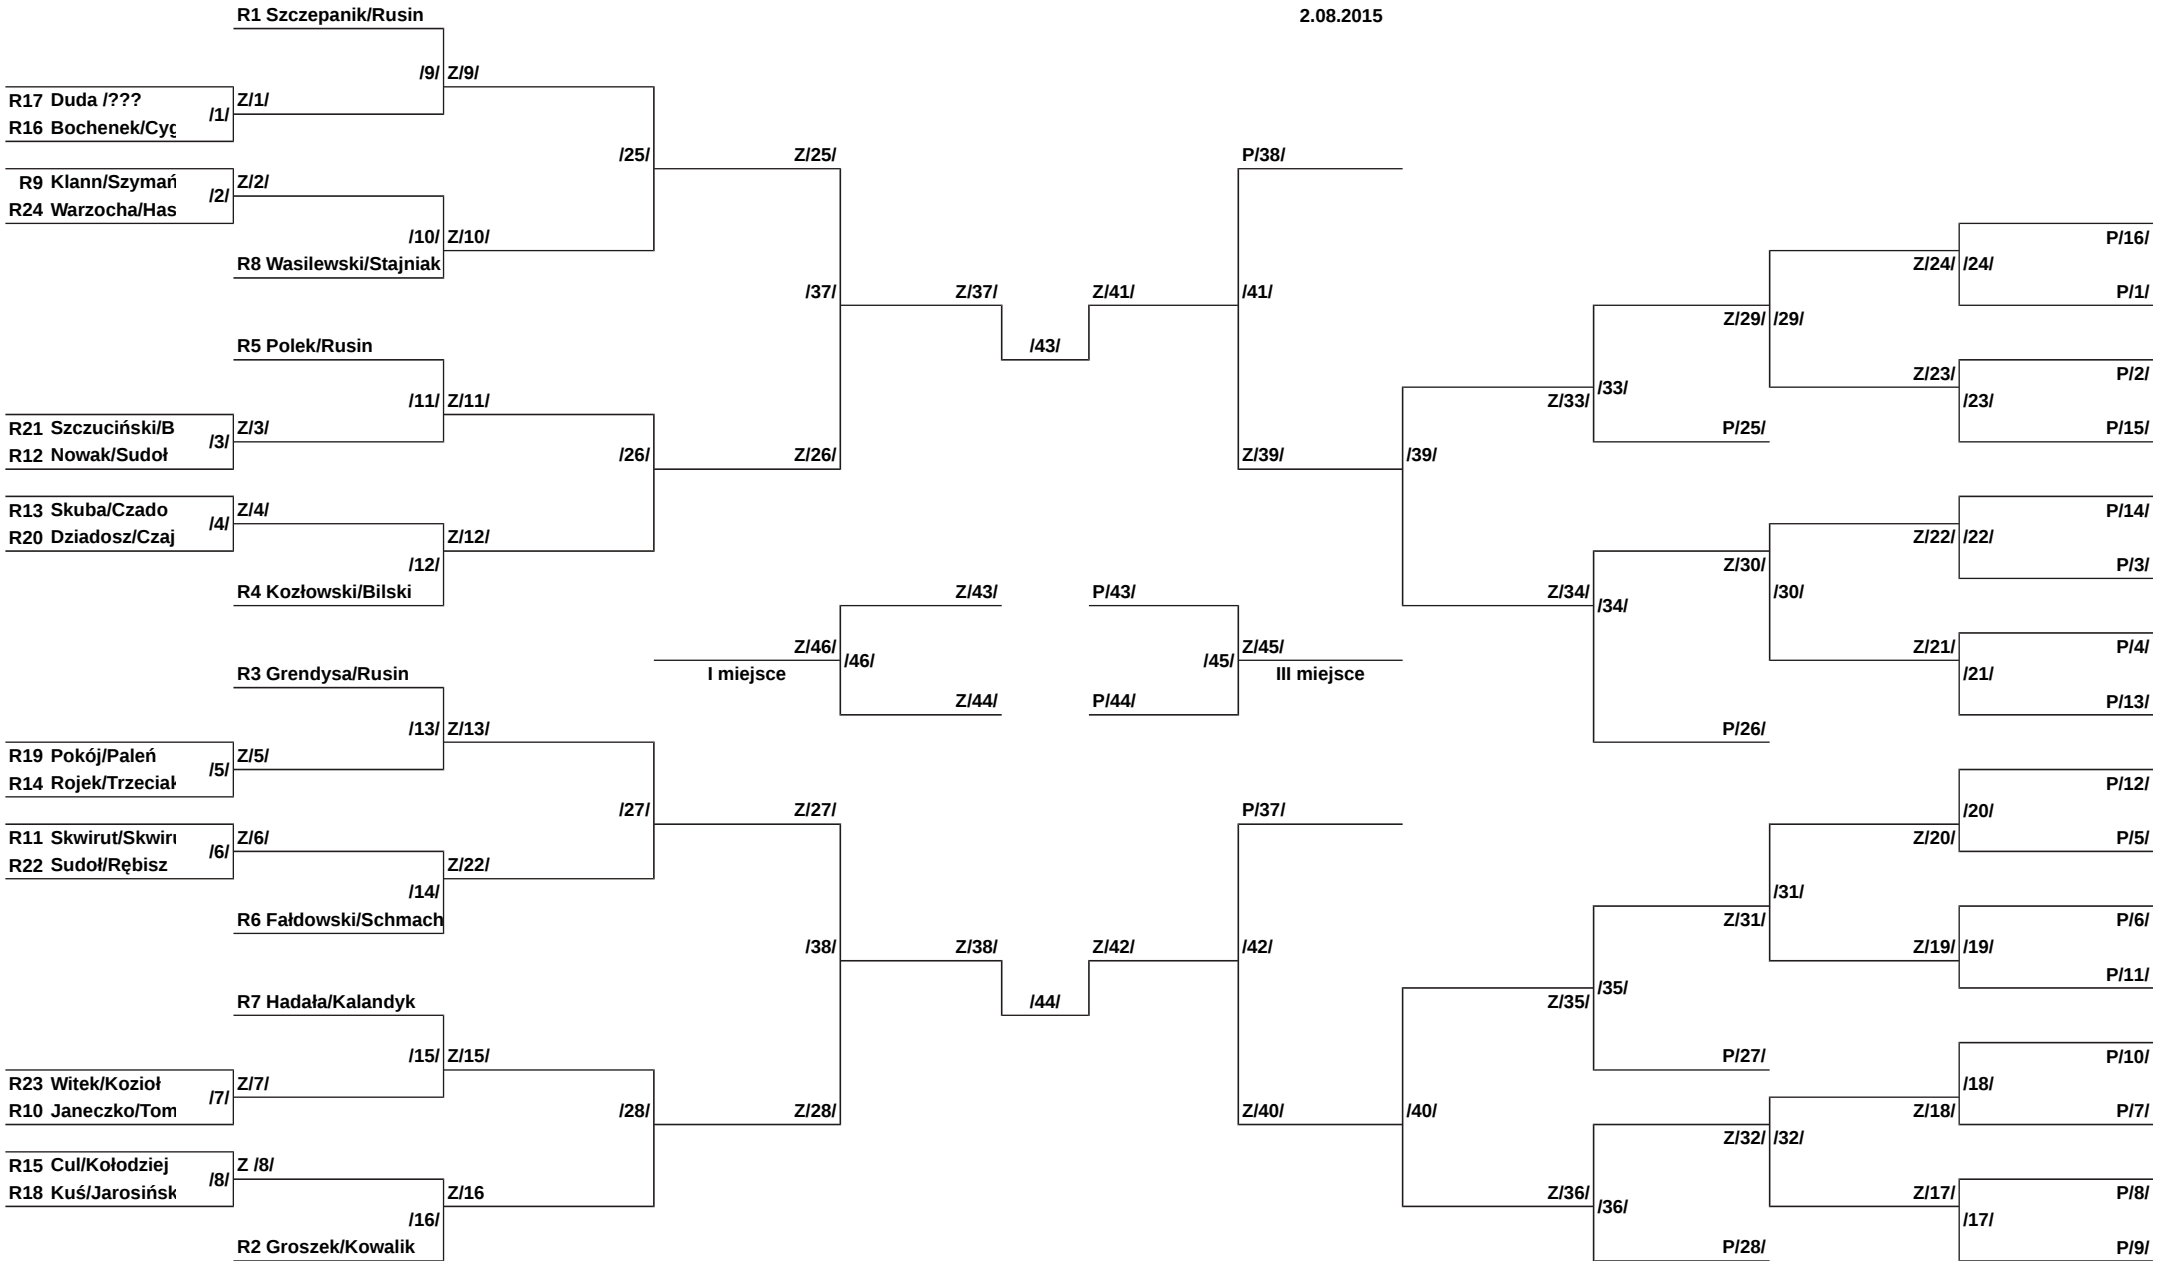 R1 Szczepanik/Rusin
2.08.2015
/9/ Z/9/
R17 Duda /???
Z/1/
/1/
R16 Bochenek/Cyg
/25/
Z/25/
P/38/
R9 Klann/Szymań
Z/2/
/2/
R24 Warzocha/Has
/10/ Z/10/
P/16/
R8 Wasilewski/Stajniak
Z/24/ /24/
/37/
Z/37/
Z/41/
/41/
P/1/
Z/29/ /29/
R5 Polek/Rusin
/43/
Z/23/
P/2/
/33/
/11/ Z/11/
Z/33/
/23/
R21 Szczuciński/B
Z/3/
P/25/
P/15/
/3/
R12 Nowak/Sudoł
/26/
Z/26/
Z/39/
/39/
R13 Skuba/Czado
Z/4/
P/14/
/4/
R20 Dziadosz/Czaj
Z/12/
Z/22/ /22/
/12/
Z/30/
P/3/
R4 Kozłowski/Bilski
Z/43/
P/43/
Z/34/
/34/
/30/
Z/46/
/46/
/45/
Z/45/
Z/21/
P/4/
R3 Grendysa/Rusin
I miejsce
III miejsce
/21/
Z/44/
P/44/
P/13/
/13/ Z/13/
P/26/
R19 Pokój/Paleń
Z/5/
/5/
R14 Rojek/Trzeciak
P/12/
/27/
Z/27/
P/37/
/20/
R11 Skwirut/Skwiru
Z/6/
Z/20/
P/5/
/6/
R22 Sudoł/Rębisz
Z/22/
/14/
/31/
R6 Fałdowski/Schmach
Z/31/
P/6/
/38/
Z/38/
Z/42/
/42/
Z/19/ /19/
P/11/
R7 Hadała/Kalandyk
/44/
Z/35/
/35/
/15/ Z/15/
P/27/
P/10/
R23 Witek/Kozioł
Z/7/
/18/
/7/
R10 Janeczko/Tom
/28/
Z/28/
Z/40/
/40/
Z/18/
P/7/
Z/32/ /32/
R15 Cul/Kołodziej
Z /8/
/8/
R18 Kuś/Jarosińsk
Z/16
Z/36/
/36/
Z/17/
P/8/
/16/
/17/
R2 Groszek/Kowalik
P/28/
P/9/